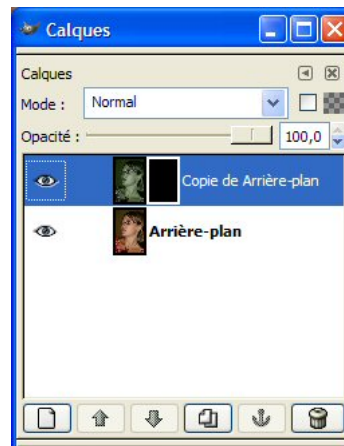 Calques
Calques
Mode : Normal
Opacité : 100,0
Copie de Arrière-plan
Arrière-plan